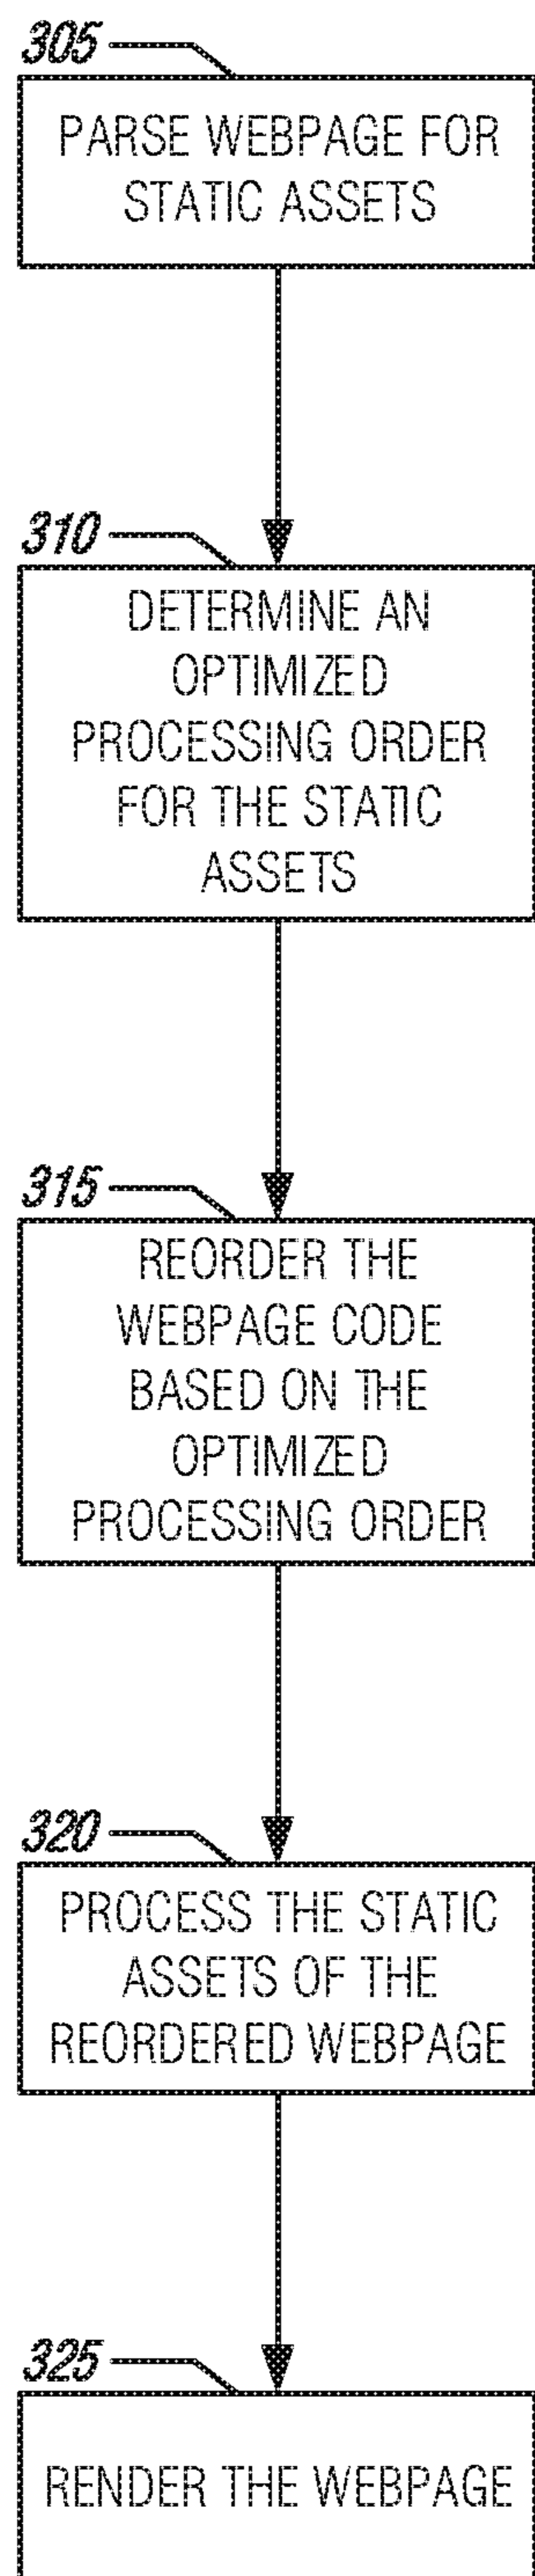 305
PARSE WEBPAGE FOR
STATIC ASSETS
310
DETERMINE AN
OPTIMIZED
PROCESSING ORDER
FOR THE STATIC
ASSETS
315
REORDER THE
WEBPAGE CODE
BASED ON THE
OPTIMIZED
PROCESSING ORDER
320
PROCESS THE STATIC
ASSETS OF THE
REORDERED WEBPAGE
325
RENDER THE WEBPAGE